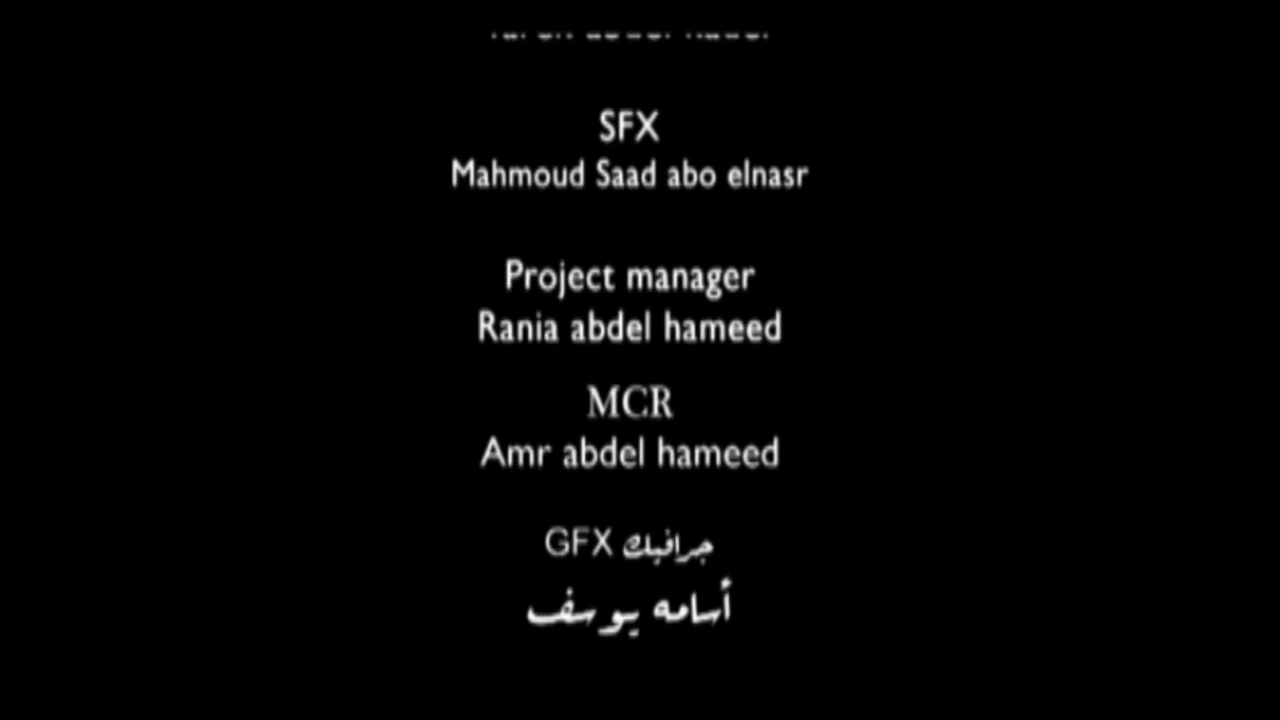 SFX
Mahmoud Saad abo elnasr
Project manager
Rania abdel hameed
MCR
Amr abdel hameed
جرافيك GFX
أسامه يوسف